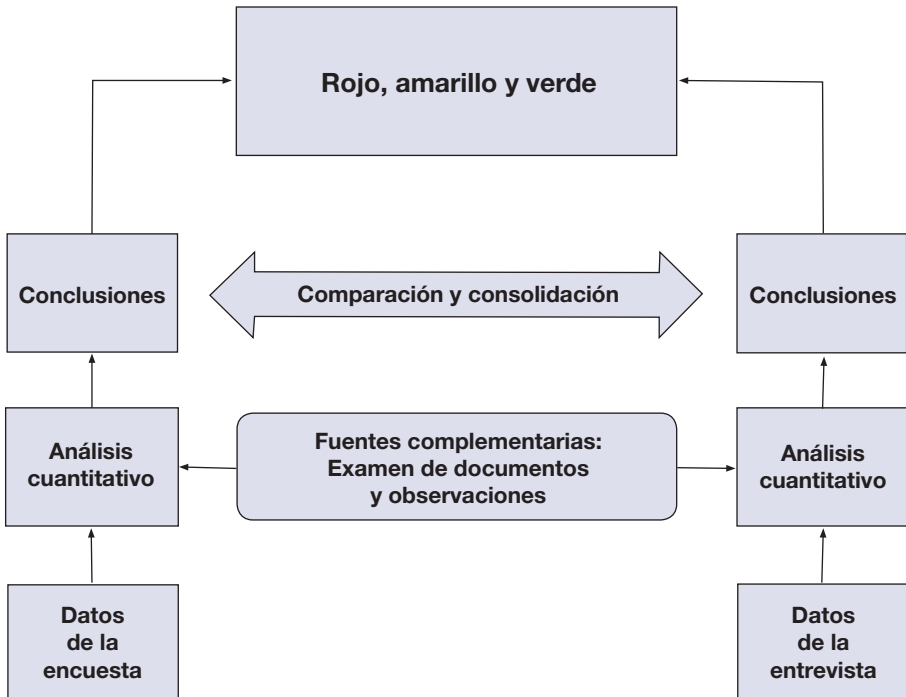 Rojo, amarillo y verde
Conclusiones
Comparación y consolidación
Conclusiones
Análisis
cuantitativo
Fuentes complementarias:
Examen de documentos
y observaciones
Análisis
cuantitativo
Datos
de la
encuesta
Datos
de la
entrevista